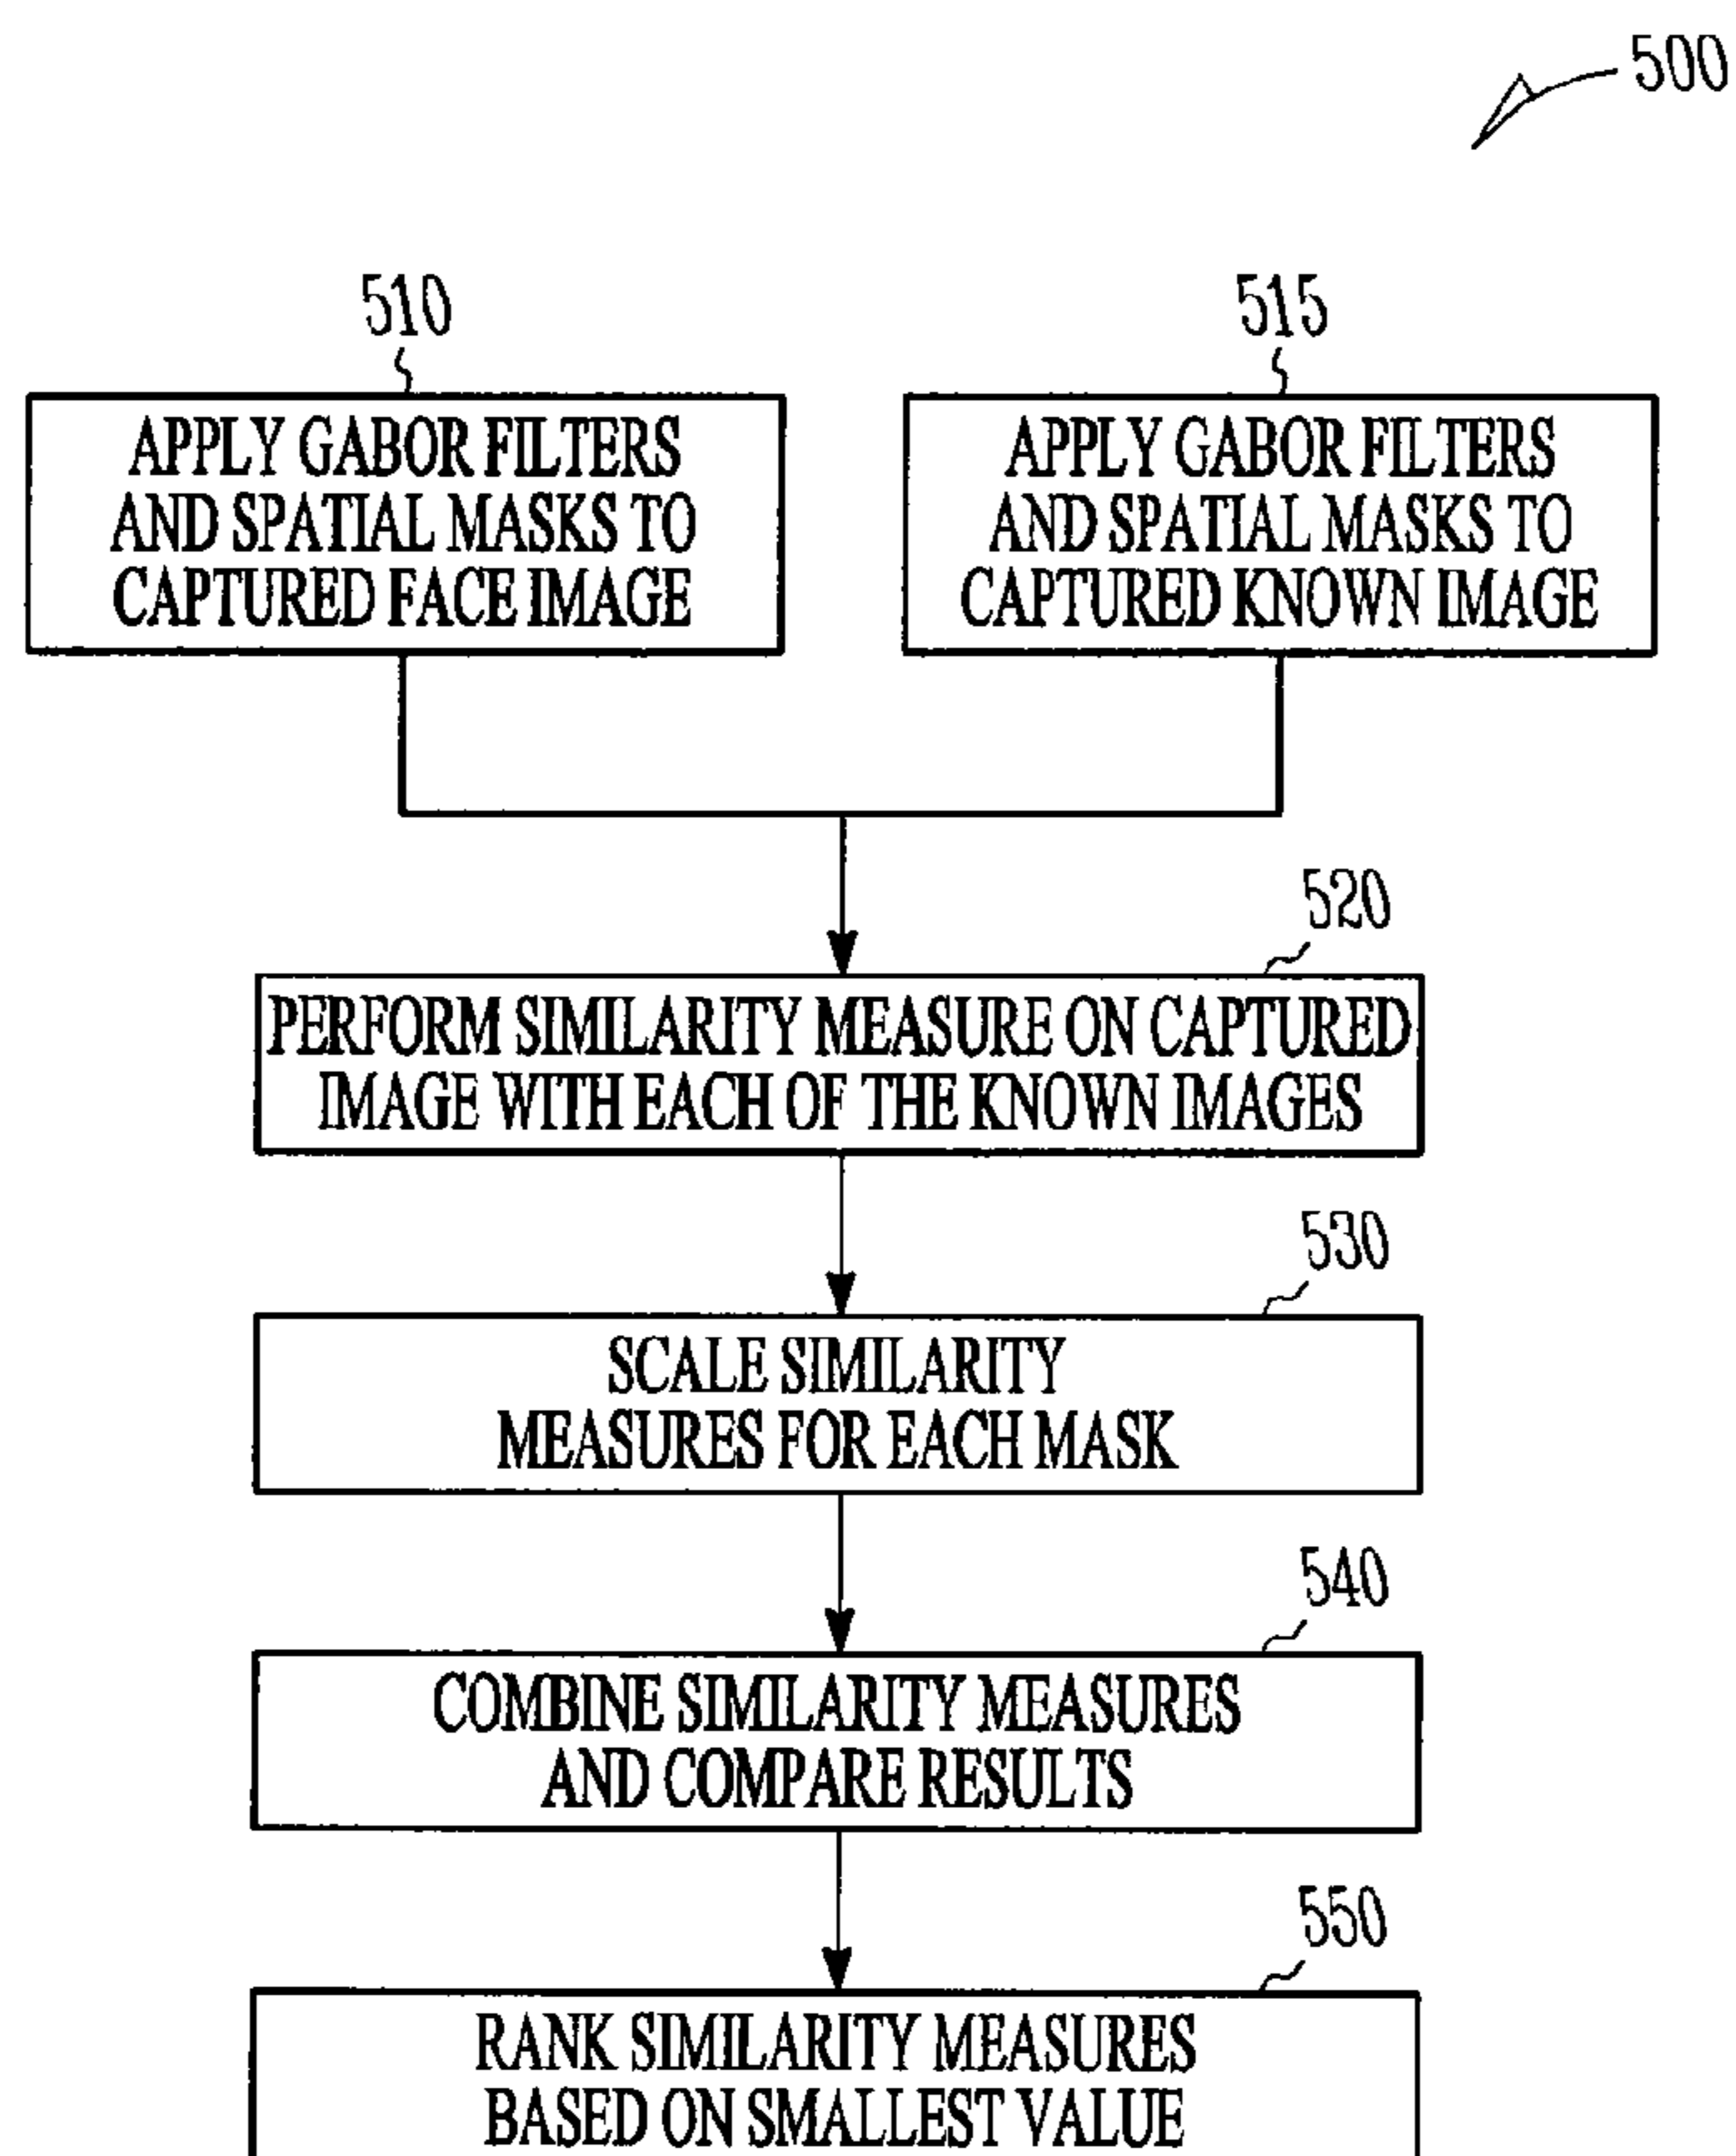 500
510
APPLY GABOR FILTERS
AND SPATIAL MASKS TO
CAPTURED FACE IMAGE
515
APPLY GABOR FILTERS
AND SPATIAL MASKS TO
CAPTURED KNOWN IMAGE
520
PERFORM SIMILARITY MEASURE ON CAPTURED
IMAGE WITH EACH OF THE KNOWN IMAGES
530
SCALE SIMILARITY
MEASURES FOR EACH MASK
540
COMBINE SIMILARITY MEASURES
AND COMPARE RESULTS
550
RANK SIMILARITY MEASURES
BASED ON SMALLEST VALUE